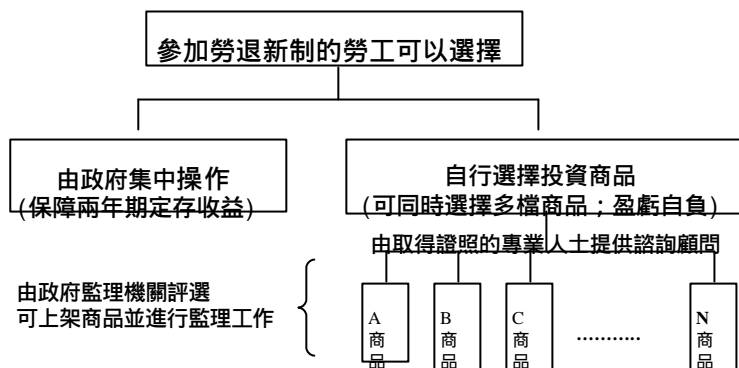 參加勞退新制的勞工可以選擇
由政府集中操作
(保障兩年期定存收益)
自行選擇投資商品
(可同時選擇多檔商品；盈虧自負)
由取得證照的專業人士提供諮詢顧問
由政府監理機關評選
可上架商品並進行監理工作
A
商
品
B
商
品
C
商
品
...........
N
商
品